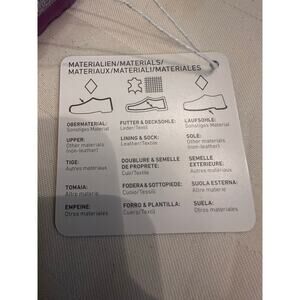 MATERIALIEN/MATERIALS/
MATERIAUX/MATERIALI/MATERIALES
OBERMATERIAL:
Sonstiges Material
UPPER:
Other materials
(non-leather)
TIGE:
Autres matériaux
TOMAIA:
Altre materie
EMPEINE:
Otros materiales
FUTTER & DECKSOHLE:
Leder/Textil
LINING & SOCK:
Leather/Textile
DOUBLURE & SEMELLE
DE PROPRETE:
Cuir/Textile
FODERA & SOTTOPIEDE:
Cuoio/Tessili
FORRO & PLANTILLA:
Cuero/Textil
LAUFSOHLE:
Sonstiges Material
SOLE:
Other materials
(non-leather)
SEMELLE
EXTERIEURE:
Autres matériaux
SUOLA ESTERNA:
Altre materie
SUELA:
Otros materiales